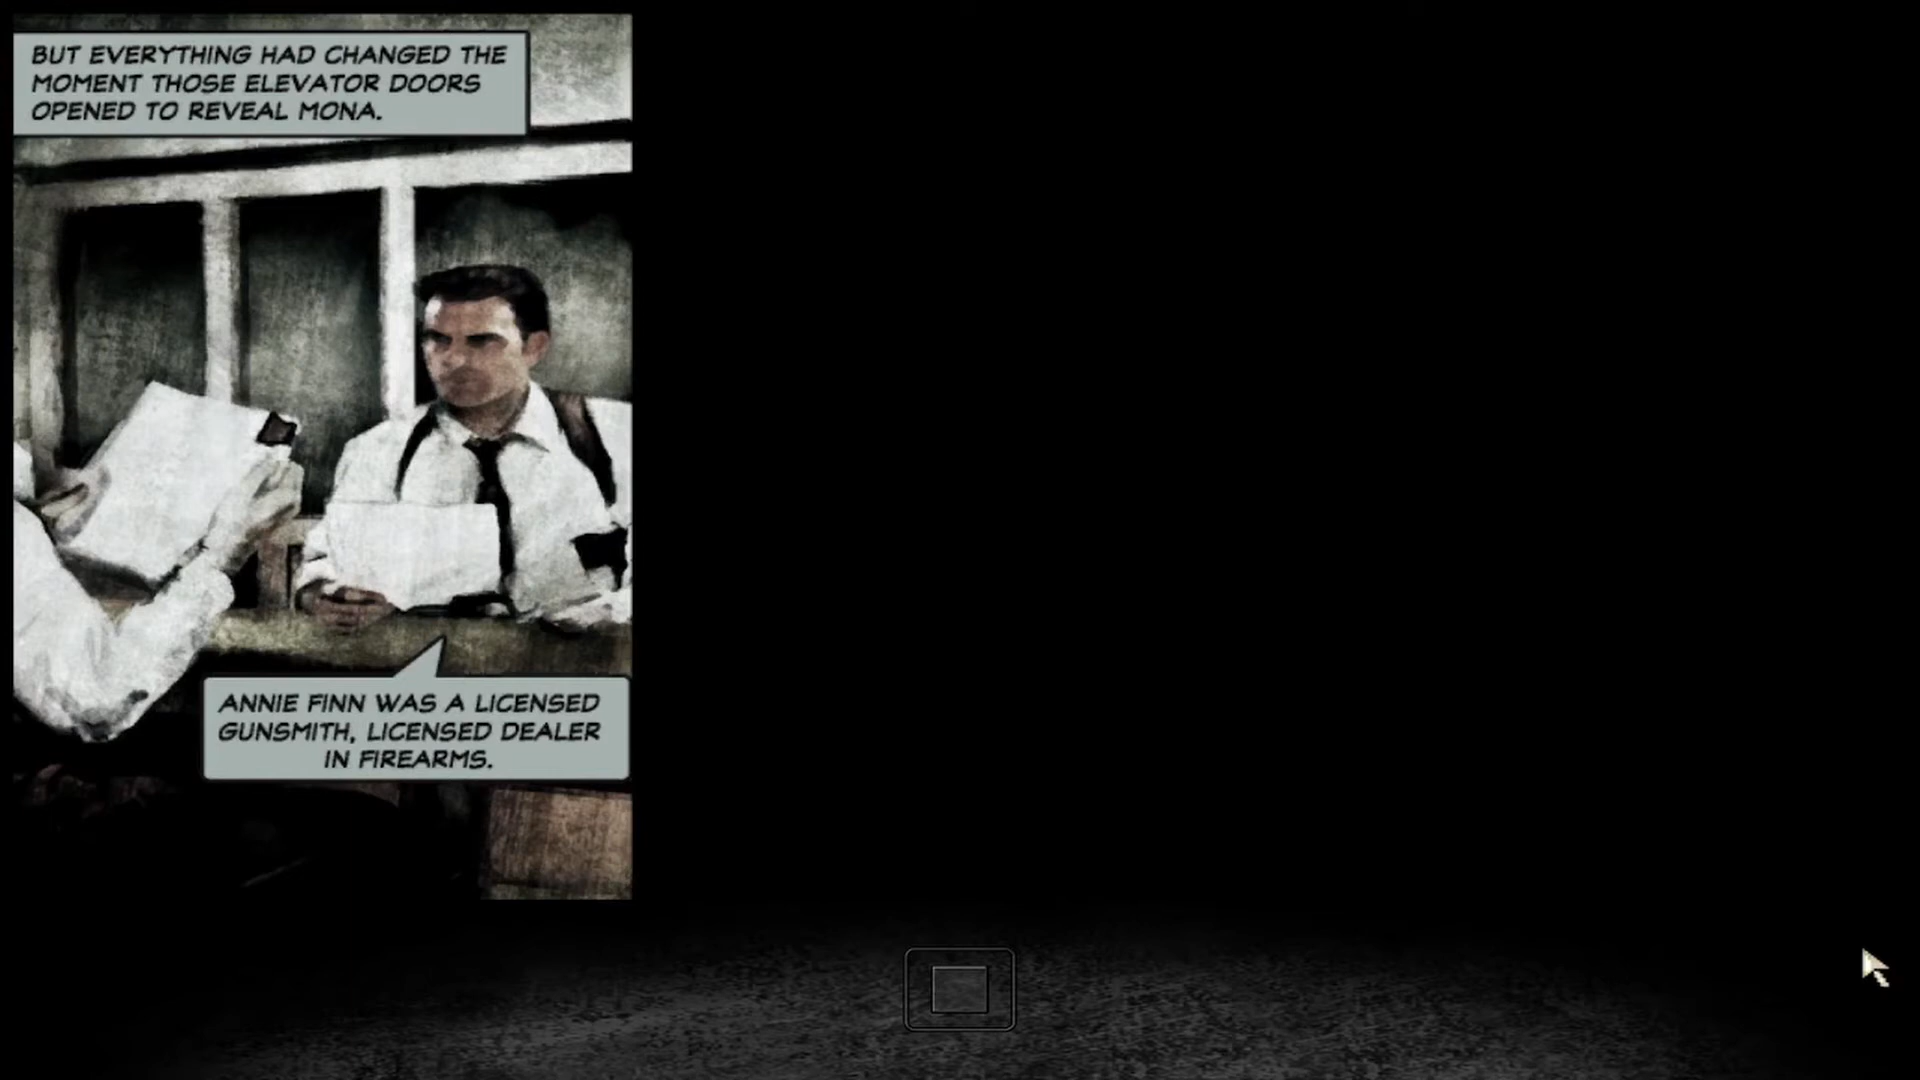 BUT EVERYTHING HAD CHANGED THE
MOMENT THOSE ELEVATOR DOORS
OPENED TO REVEAL MONA.
ANNIE FINN WAS A LICENSED
GUNSMITH, LICENSED DEALER
IN FIREARMS.